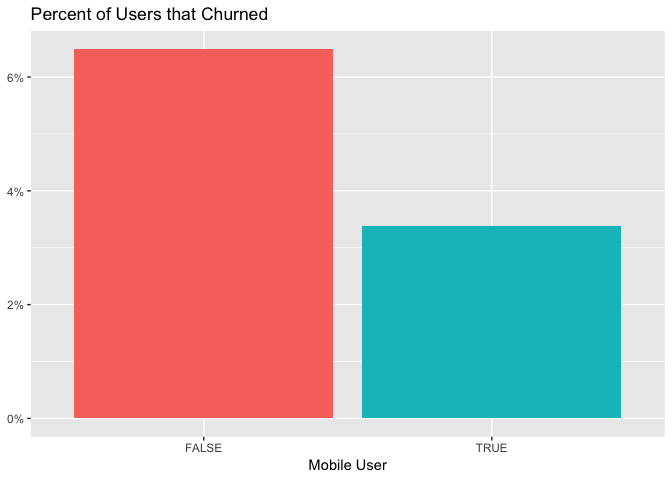 Percent of Users that Churned
6%
4%
2%
0%
FALSE TRUE
Mobile User